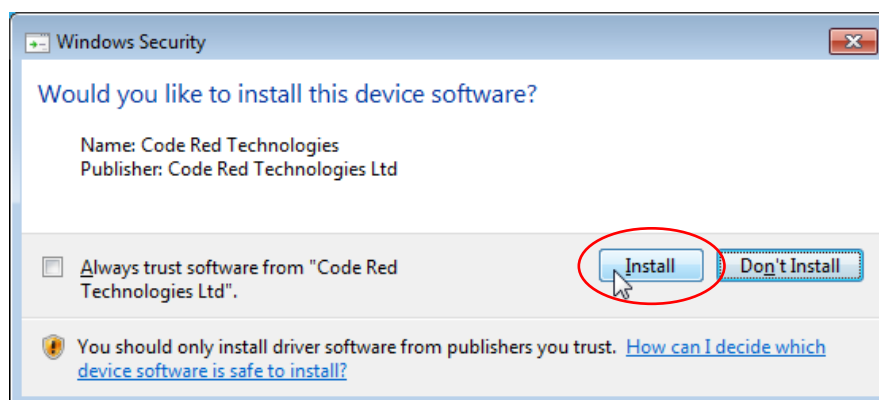 Windows Security
Would you like to install this device software?
Name: Code Red Technologies
Publisher: Code Red Technologies Ltd
Always trust software from "Code Red
Technologies Ltd".
Install
Don't Install
You should only install driver software from publishers you trust. How can I decide which
device software is safe to install?